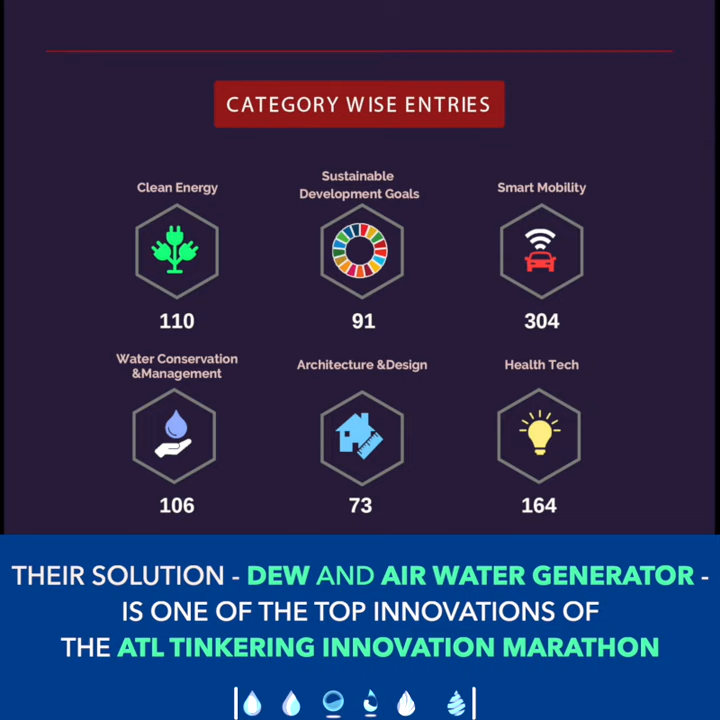 CATEGORY WISE ENTRIES
Clean Energy
Sustainable
Development Goals
Smart Mobility
110
91
304
Water Conservation
&Management
Architecture &Design
Health Tech
106
73
164
THEIR SOLUTION - DEW AND AIR WATER GENERATOR -
IS ONE OF THE TOP INNOVATIONS OF
THE ATL TINKERING INNOVATION MARATHON